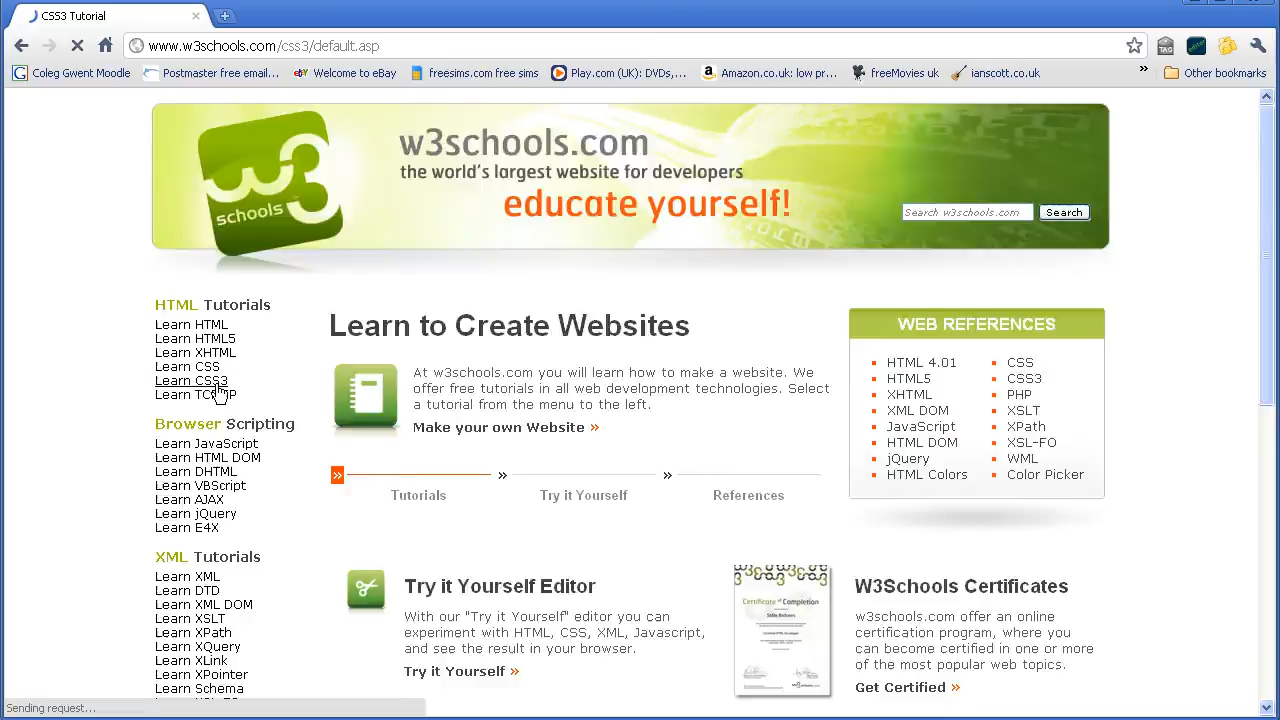 CSS3 Tutorial
www.w3schools.com/css3/default.asp
Coleg Gwent Moodle
Postmaster free email...
Welcome to eBay
freesims.com free sims
Play.com (UK): DVDs,...
Amazon.co.uk: low pr...
freeMovies uk
ianscott.co.uk
Other bookmarks
w3
schools
w3schools.com
the world's largest website for developers
educate yourself!
Search w3schools.com
Search
HTML Tutorials
Learn HTML
Learn HTML5
Learn XHTML
Learn CSS
Learn CSS3
Learn TCP/IP
Browser Scripting
Learn JavaScript
Learn HTML DOM
Learn DHTML
Learn VBScript
Learn AJAX
Learn jQuery
Learn E4X
XML Tutorials
Learn XML
Learn DTD
Learn XML DOM
Learn XSLT
Learn XPath
Learn XQuery
Learn XLink
Learn XPointer
Learn Schema
Learn to Create Websites
At w3schools.com you will learn how to make a website. We
offer free tutorials in all web development technologies. Select
a tutorial from the menu to the left.
Make your own Website »
» » »
Tutorials Try it Yourself References
WEB REFERENCES
HTML 4.01
HTML5
XHTML
XML DOM
JavaScript
HTML DOM
jQuery
HTML Colors
CSS
CSS3
PHP
XSLT
XPath
XSL-FO
WML
Color Picker
Try it Yourself Editor
With our "Try it Yourself" editor you can
experiment with HTML, CSS, XML, Javascript,
and see the result in your browser.
Try it Yourself »
Certificate of Completion
W3Schools Certificates
w3schools.com offer an online
certification program, where you
can become certified in one or more
of the most popular web topics.
Get Certified »
Sending request...